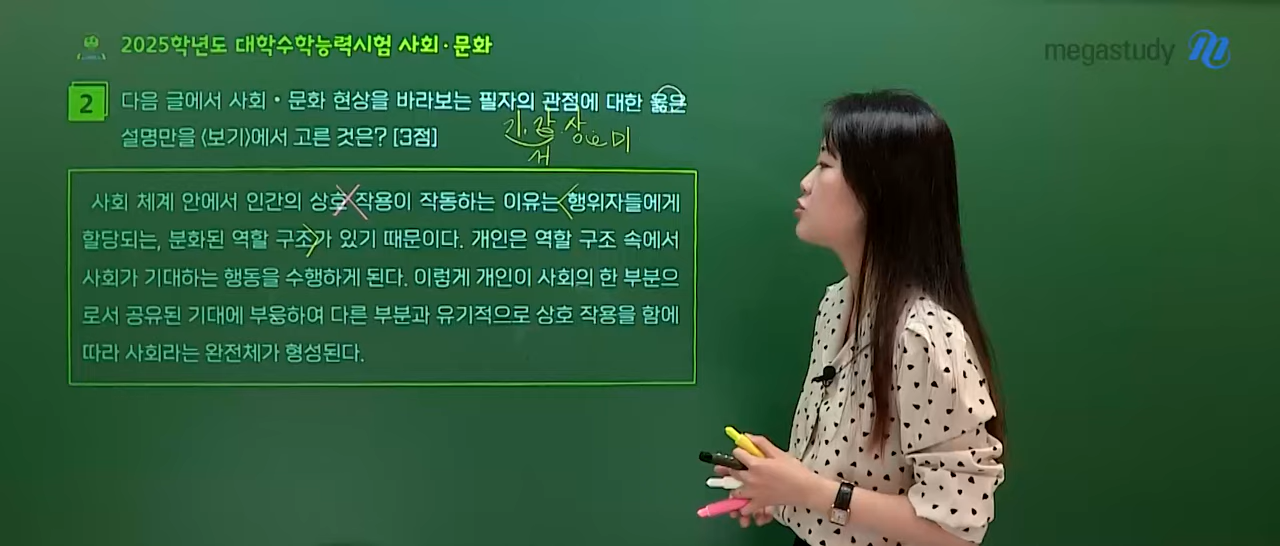 2025학년도 대학수학능력시험 사회·문화
megastudy
2 다음 글에서 사회·문화 현상을 바라보는 필자의 관점에 대한 옳은
설명만을 <보기>에서 고른 것은? [3점]
기.갈.상
미
사회 체계 안에서 인간의 상호 작용이 작동하는 이유는 행위자들에게
할당되는, 분화된 역할 구조가 있기 때문이다. 개인은 역할 구조 속에서
사회가 기대하는 행동을 수행하게 된다. 이렇게 개인이 사회의 한 부분으
로서 공유된 기대에 부응하여 다른 부분과 유기적으로 상호 작용을 함에
따라 사회라는 완전체가 형성된다.